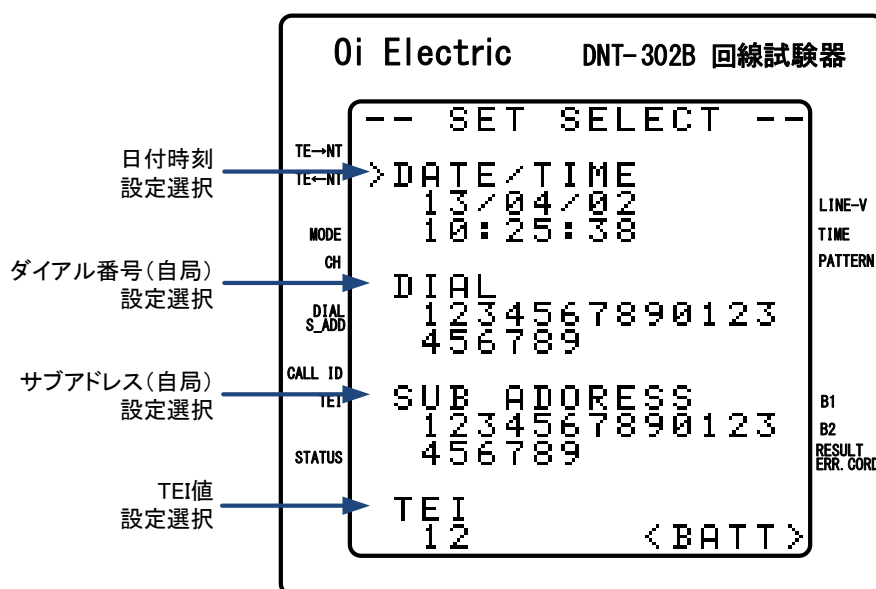 Oi Electric DNT-302B 回線試験器
-- SET SELECT --
日付時刻
設定選択
TE→NT
TE←NT
>DATE/TIME
13/04/02
10:25:38
LINE-V
TIME
PATTERN
MODE
CH
ダイアル番号(自局)
設定選択
DIAL
1234567890123
456789
DIAL
S_ADD
サブアドレス(自局)
設定選択
CALL ID
TEI
SUB ADDRESS
1234567890123
456789
B1
B2
RESULT
ERR.CORD
STATUS
TEI値
設定選択
TEI
12 <BATT>